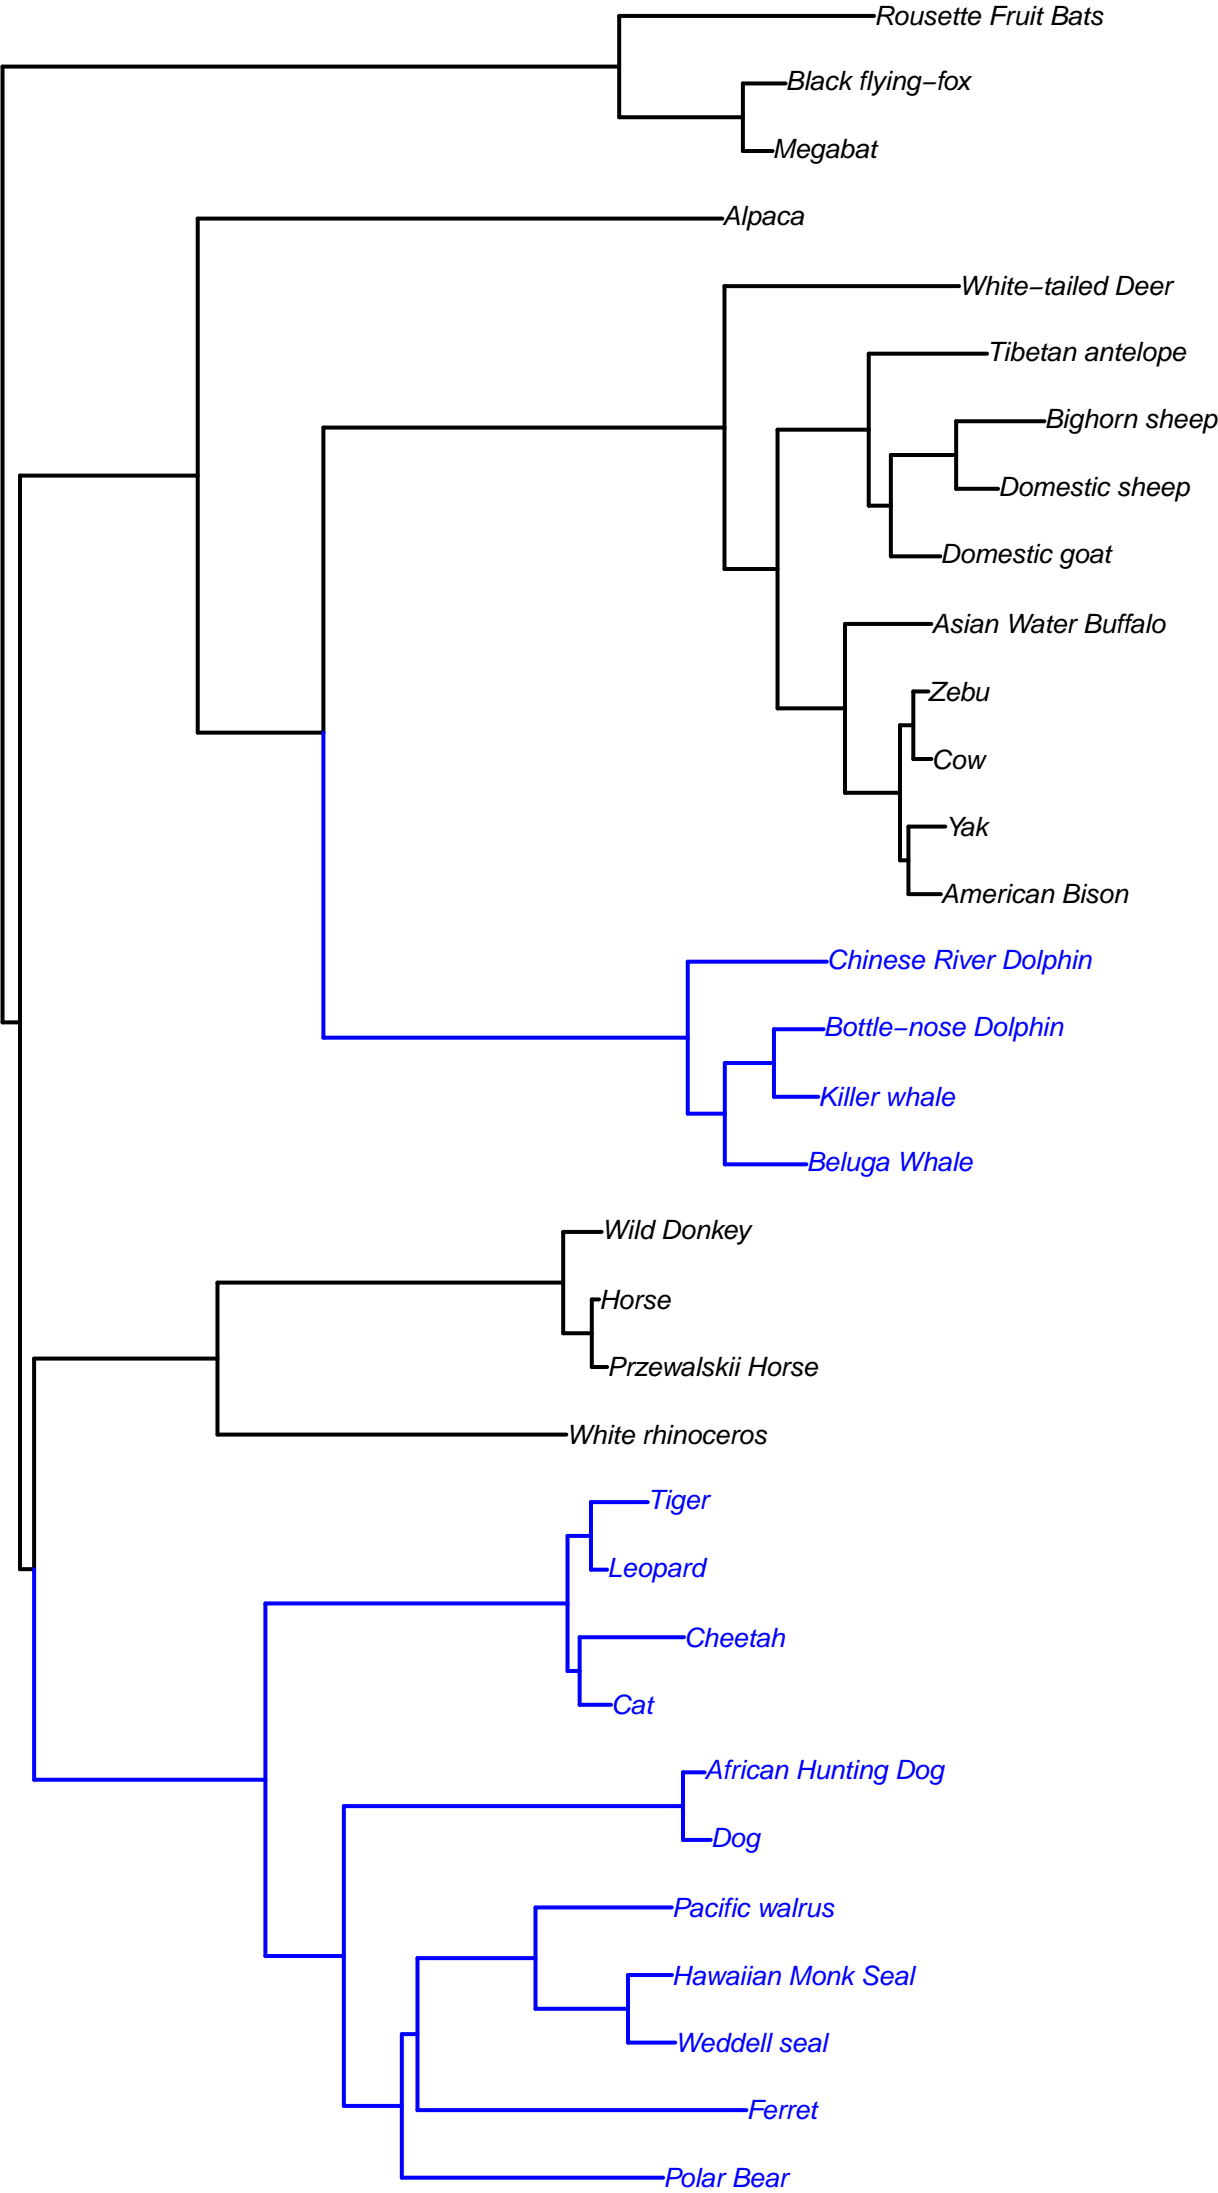 Rousette Fruit Bats
Black flying−fox
Megabat
Alpaca
White−tailed Deer
Tibetan antelope
Bighorn sheep
Domestic sheep
Domestic goat
Asian Water Buffalo
Zebu
Cow
Yak
American Bison
Chinese River Dolphin
Bottle−nose Dolphin
Killer whale
Beluga Whale
Wild Donkey
Horse
Przewalskii Horse
White rhinoceros
Tiger
Leopard
Cheetah
Cat
African Hunting Dog
Dog
Pacific walrus
Hawaiian Monk Seal
Weddell seal
Ferret
Polar Bear